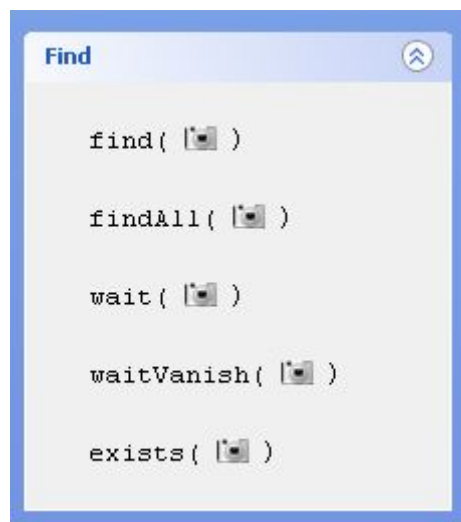 Find
find( )
findAll( )
wait( )
waitVanish( )
exists( )